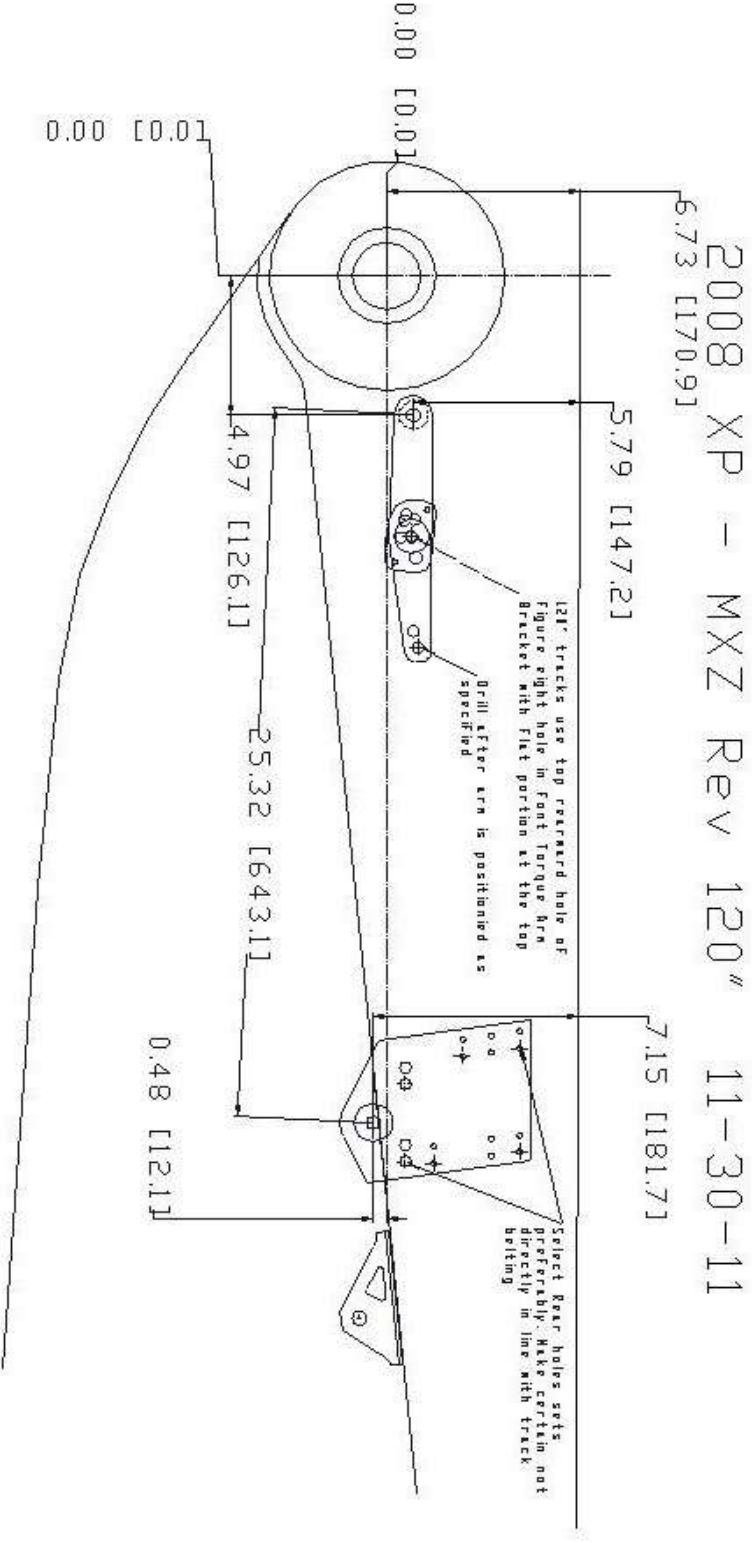 2008 XP - MXZ Rev 120" 11-30-11
6.73 [170.9]
5.79 [147.2]
7.15 [181.7]
0.00 [0.0]
0.00 [0.0]
120" tracks use top rearward hole of
Figure eight hole in Font Torque Arm
Bracket with Flat portion at the top
Drill after arm is positionied as
specified
Select Rear holes sets
preferably. Make certain not
directly in line with track
belting
4.97 [126.1]
25.32 [643.1]
0.48 [12.1]